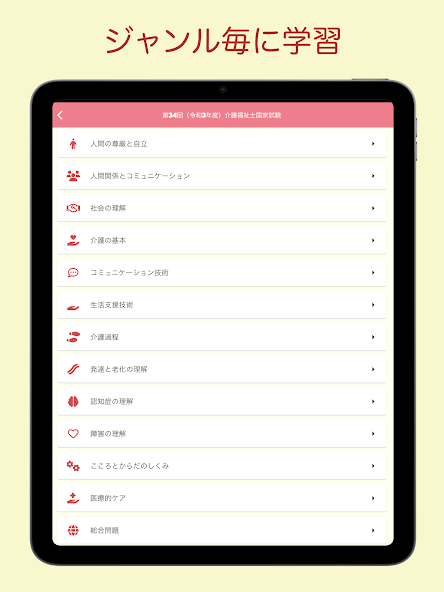 ジャンル毎に学習
第34回（令和3年度）介護福祉士国家試験
人間の尊厳と自立
人間関係とコミュニケーション
社会の理解
介護の基本
コミュニケーション技術
生活支援技術
介護過程
発達と老化の理解
認知症の理解
障害の理解
こころとからだのしくみ
医療的ケア
総合問題